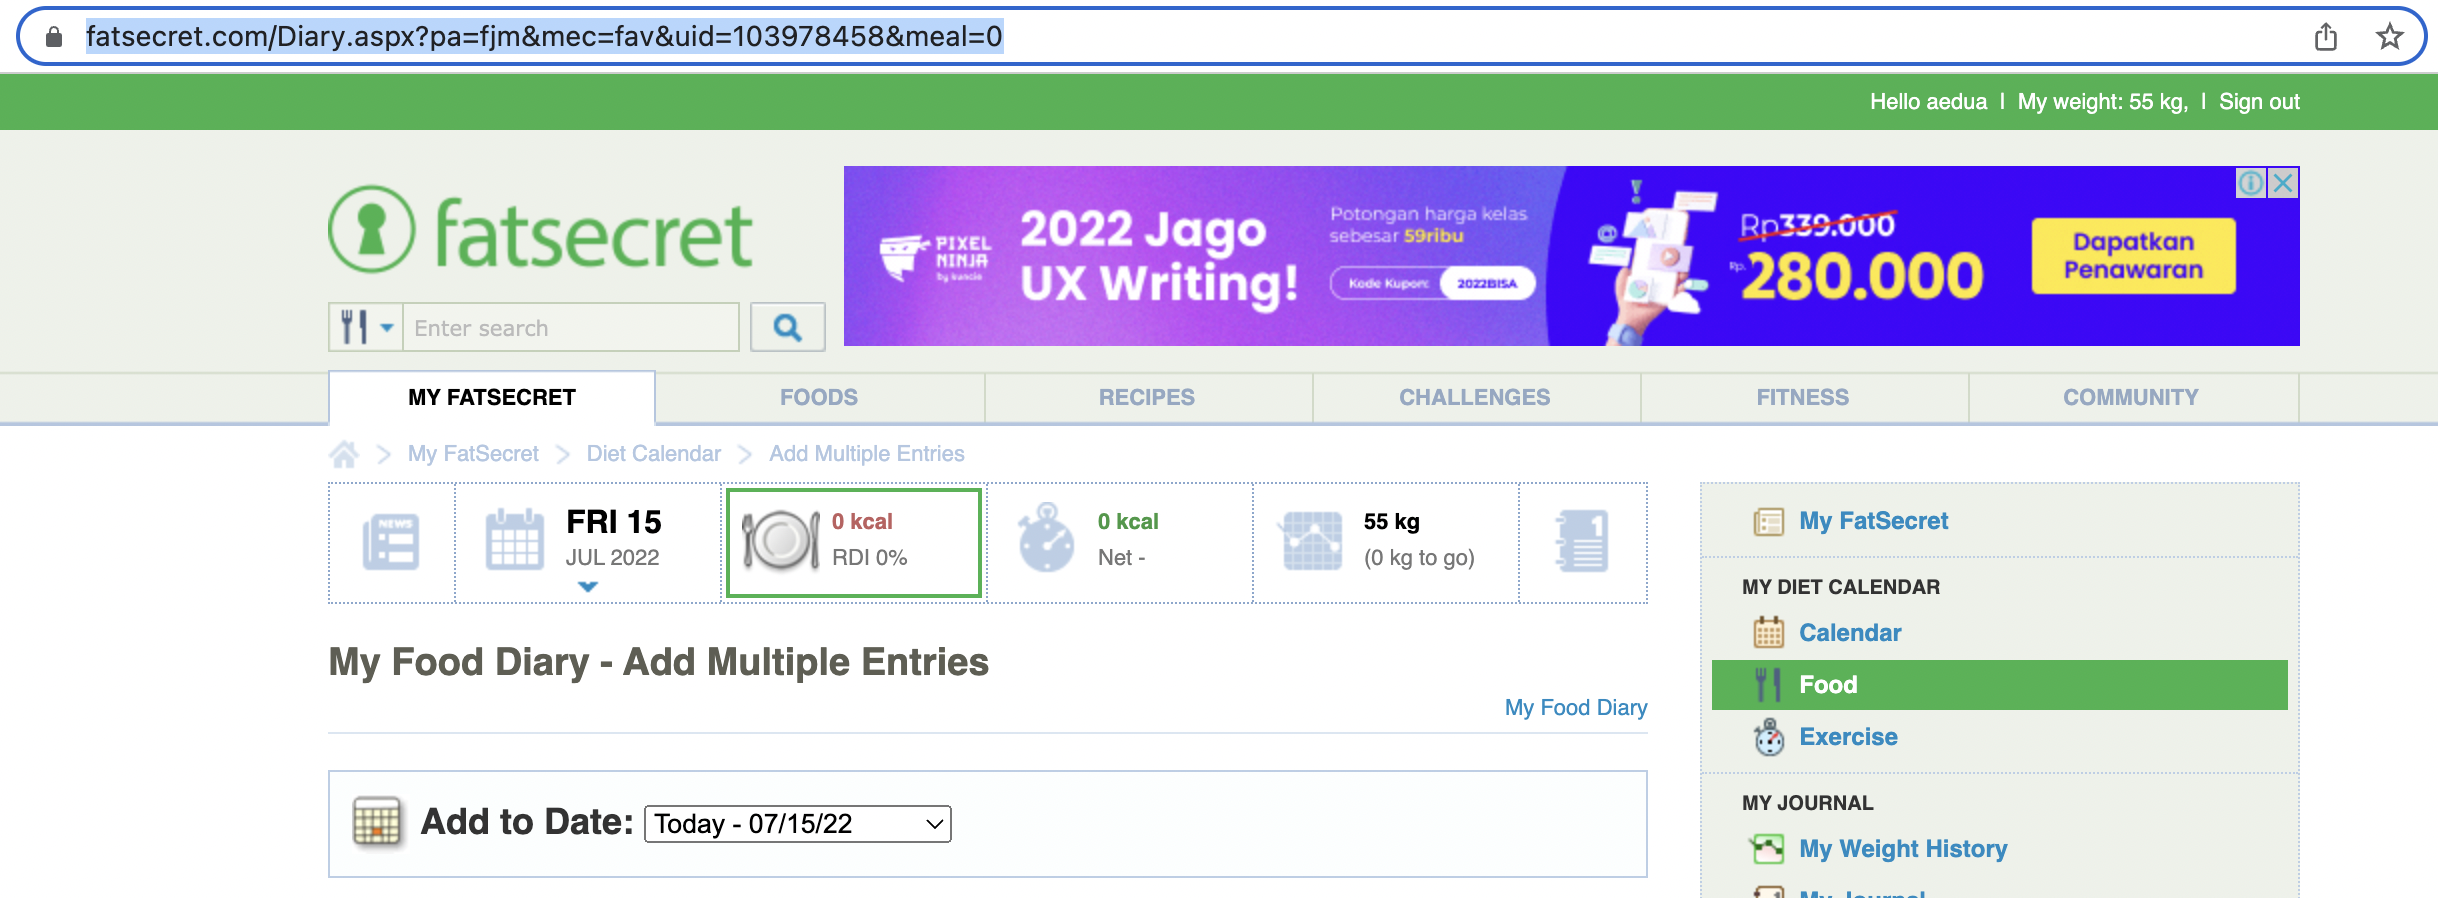 fatsecret.com/Diary.aspx?pa=fjm&mec=fav&uid=103978458&meal=0
Hello aedua | My weight: 55 kg, | Sign out
fatsecret
Enter search
PIXEL
NINJA
by kuncie
2022 Jago
UX Writing!
Potongan harga kelas
sebesar 59ribu
Kode Kupon: 2022BISA
Rp339.000
Rp. 280.000
Dapatkan
Penawaran
MY FATSECRET
FOODS
RECIPES
CHALLENGES
FITNESS
COMMUNITY
My FatSecret
Diet Calendar
Add Multiple Entries
NEWS
FRI 15
JUL 2022
0 kcal
RDI 0%
0 kcal
Net -
55 kg
(0 kg to go)
1
My Food Diary - Add Multiple Entries
My Food Diary
Add to Date: Today - 07/15/22
My FatSecret
MY DIET CALENDAR
Calendar
Food
Exercise
MY JOURNAL
My Weight History
My Journal